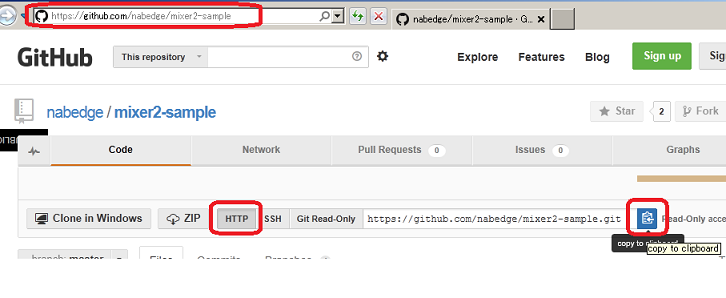 https://github.com/nabedge/mixer2-sample
nabedge/mixer2-sample · G...
GitHub
This repository
Explore
Features
Blog
Sign up
nabedge / mixer2-sample
Star
2
Fork
Code
Network
Pull Requests 0
Issues 0
Graphs
Clone in Windows
ZIP
HTTP
SSH
Git Read-Only
https://github.com/nabedge/mixer2-sample.git
Read-Only
copy to clipboard
copy to clipboard
branch: master
Files
Commits
Branches